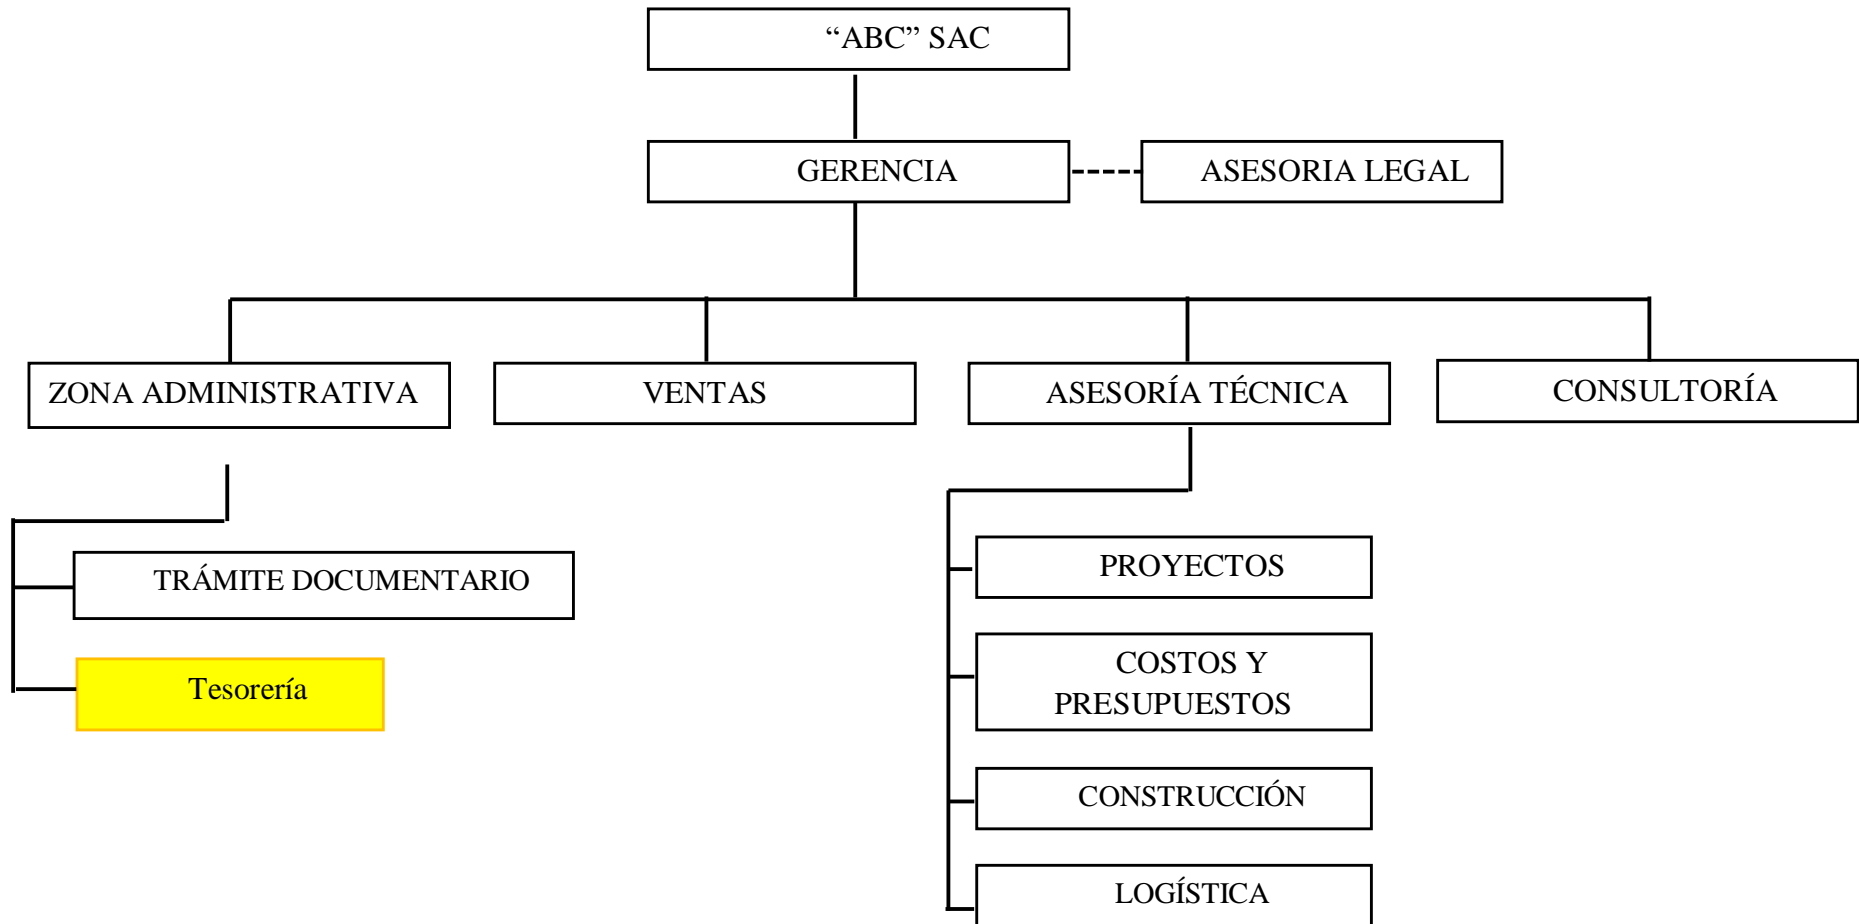 “ABC” SAC
GERENCIA
ASESORIA LEGAL
ZONA ADMINISTRATIVA
VENTAS
ASESORÍA TÉCNICA
CONSULTORÍA
TRÁMITE DOCUMENTARIO
Tesorería
PROYECTOS
COSTOS Y
PRESUPUESTOS
CONSTRUCCIÓN
LOGÍSTICA